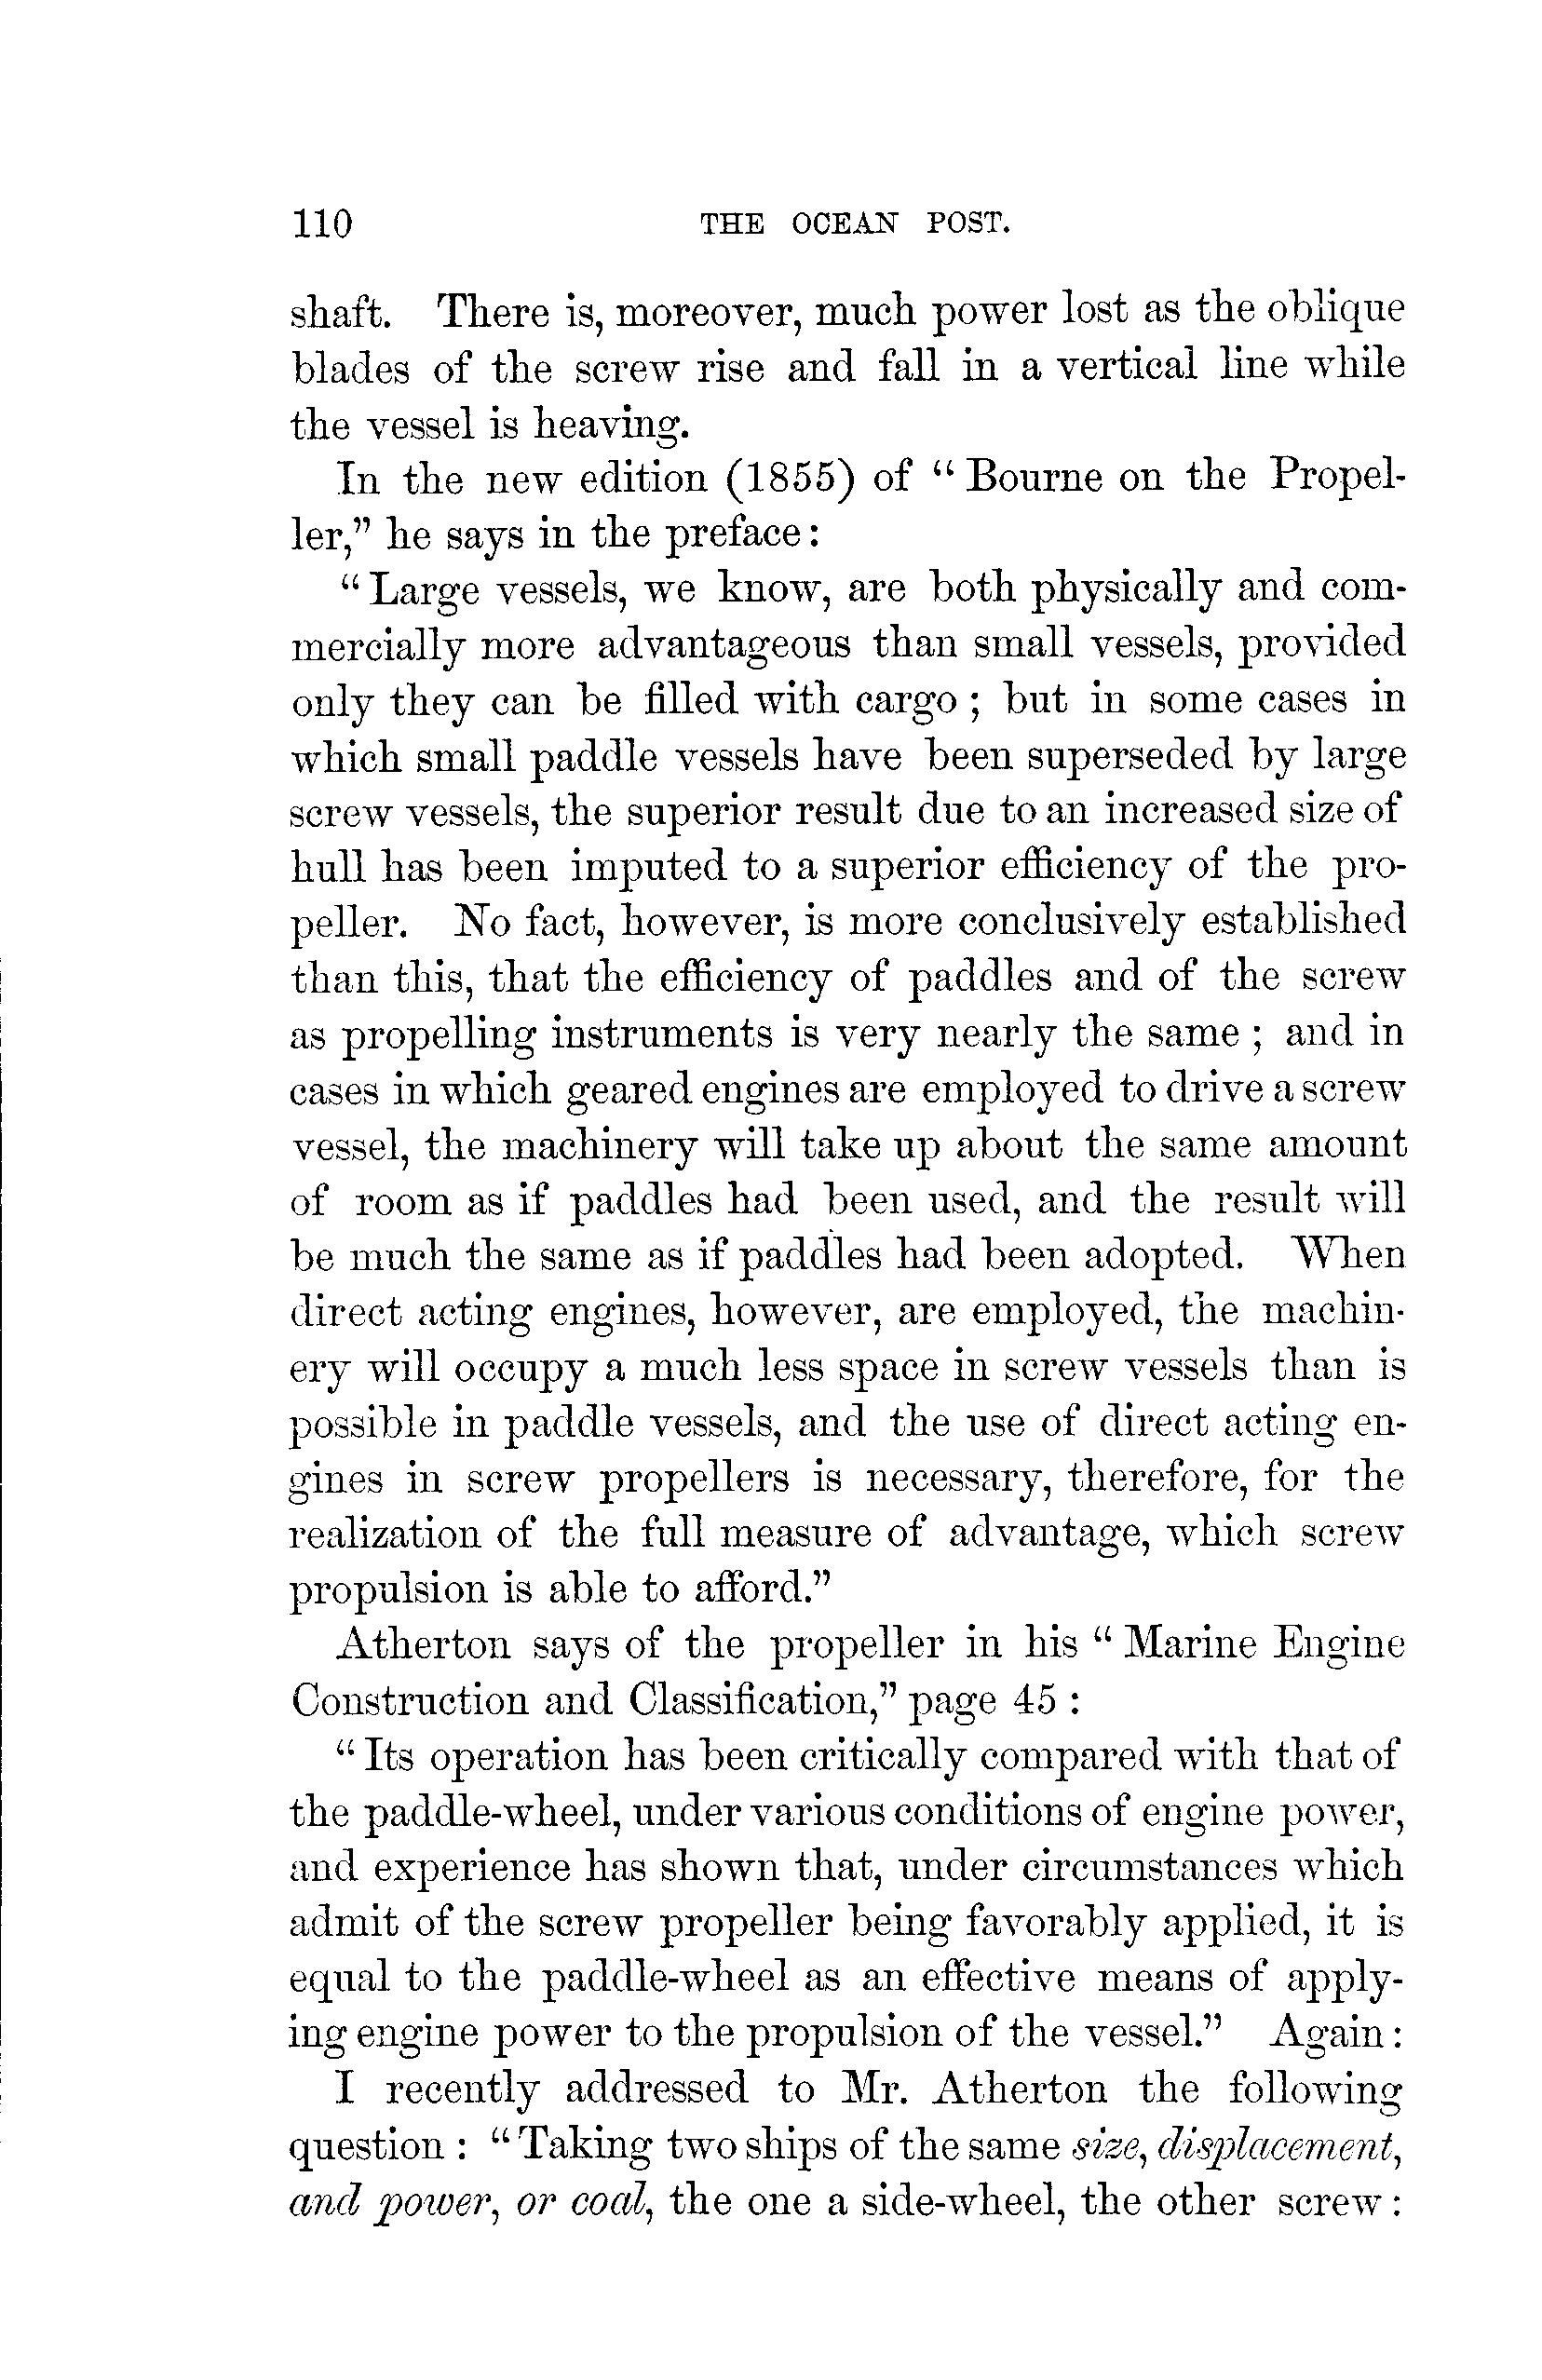 110 THE OCEAN POST.
shaft. There is, moreover, much power lost as the oblique
blades of the screw rise and fall in a vertical line while
the vessel is heaving.
In the new edition (1855) of “ Bourne on the Propel-
ler,” he says in the preface :
“ Large vessels, we know, are both physically and com-
mercially more advantageous than small vessels, provided
only they can be filled with cargo ; but in some cases in
which small paddle vessels have been superseded by large
screw vessels, the superior result due to an increased size of
hull has been imputed to a superior efficiency of the pro-
peller. No fact, however, is more conclusively established
than this, that the efficiency of paddles and of the screw
as propelling instruments is very nearly the same ; and in
cases in which geared engines are employed to drive a screw
vessel, the machinery will take up about the same amount
of room as if paddles had been used, and the result will
be much the same as if paddles had been adopted. When
direct acting engines, however, are employed, the machin-
ery will occupy a much less space in screw vessels than is
possible in paddle vessels, and the use of direct acting en-
gines in screw propellers is necessary, therefore, for the
realization of the full measure of advantage, which screw
propulsion is able to afford.”
Atherton says of the propeller in his “ Marine Engine
Construction and Classification,” page 45 :
“ Its operation has been critically compared with that of
the paddle-wheel, under various conditions of engine power,
and experience has shown that, under circumstances which
admit of the screw propeller being favorably applied, it is
equal to the paddle-wheel as an effective means of apply-
ing engine power to the propulsion of the vessel.” Again :
I recently addressed to Mr. Atherton the following
question : “ Taking two ships of the same size, displacement,
and power, or coal, the one a side-wheel, the other screw :